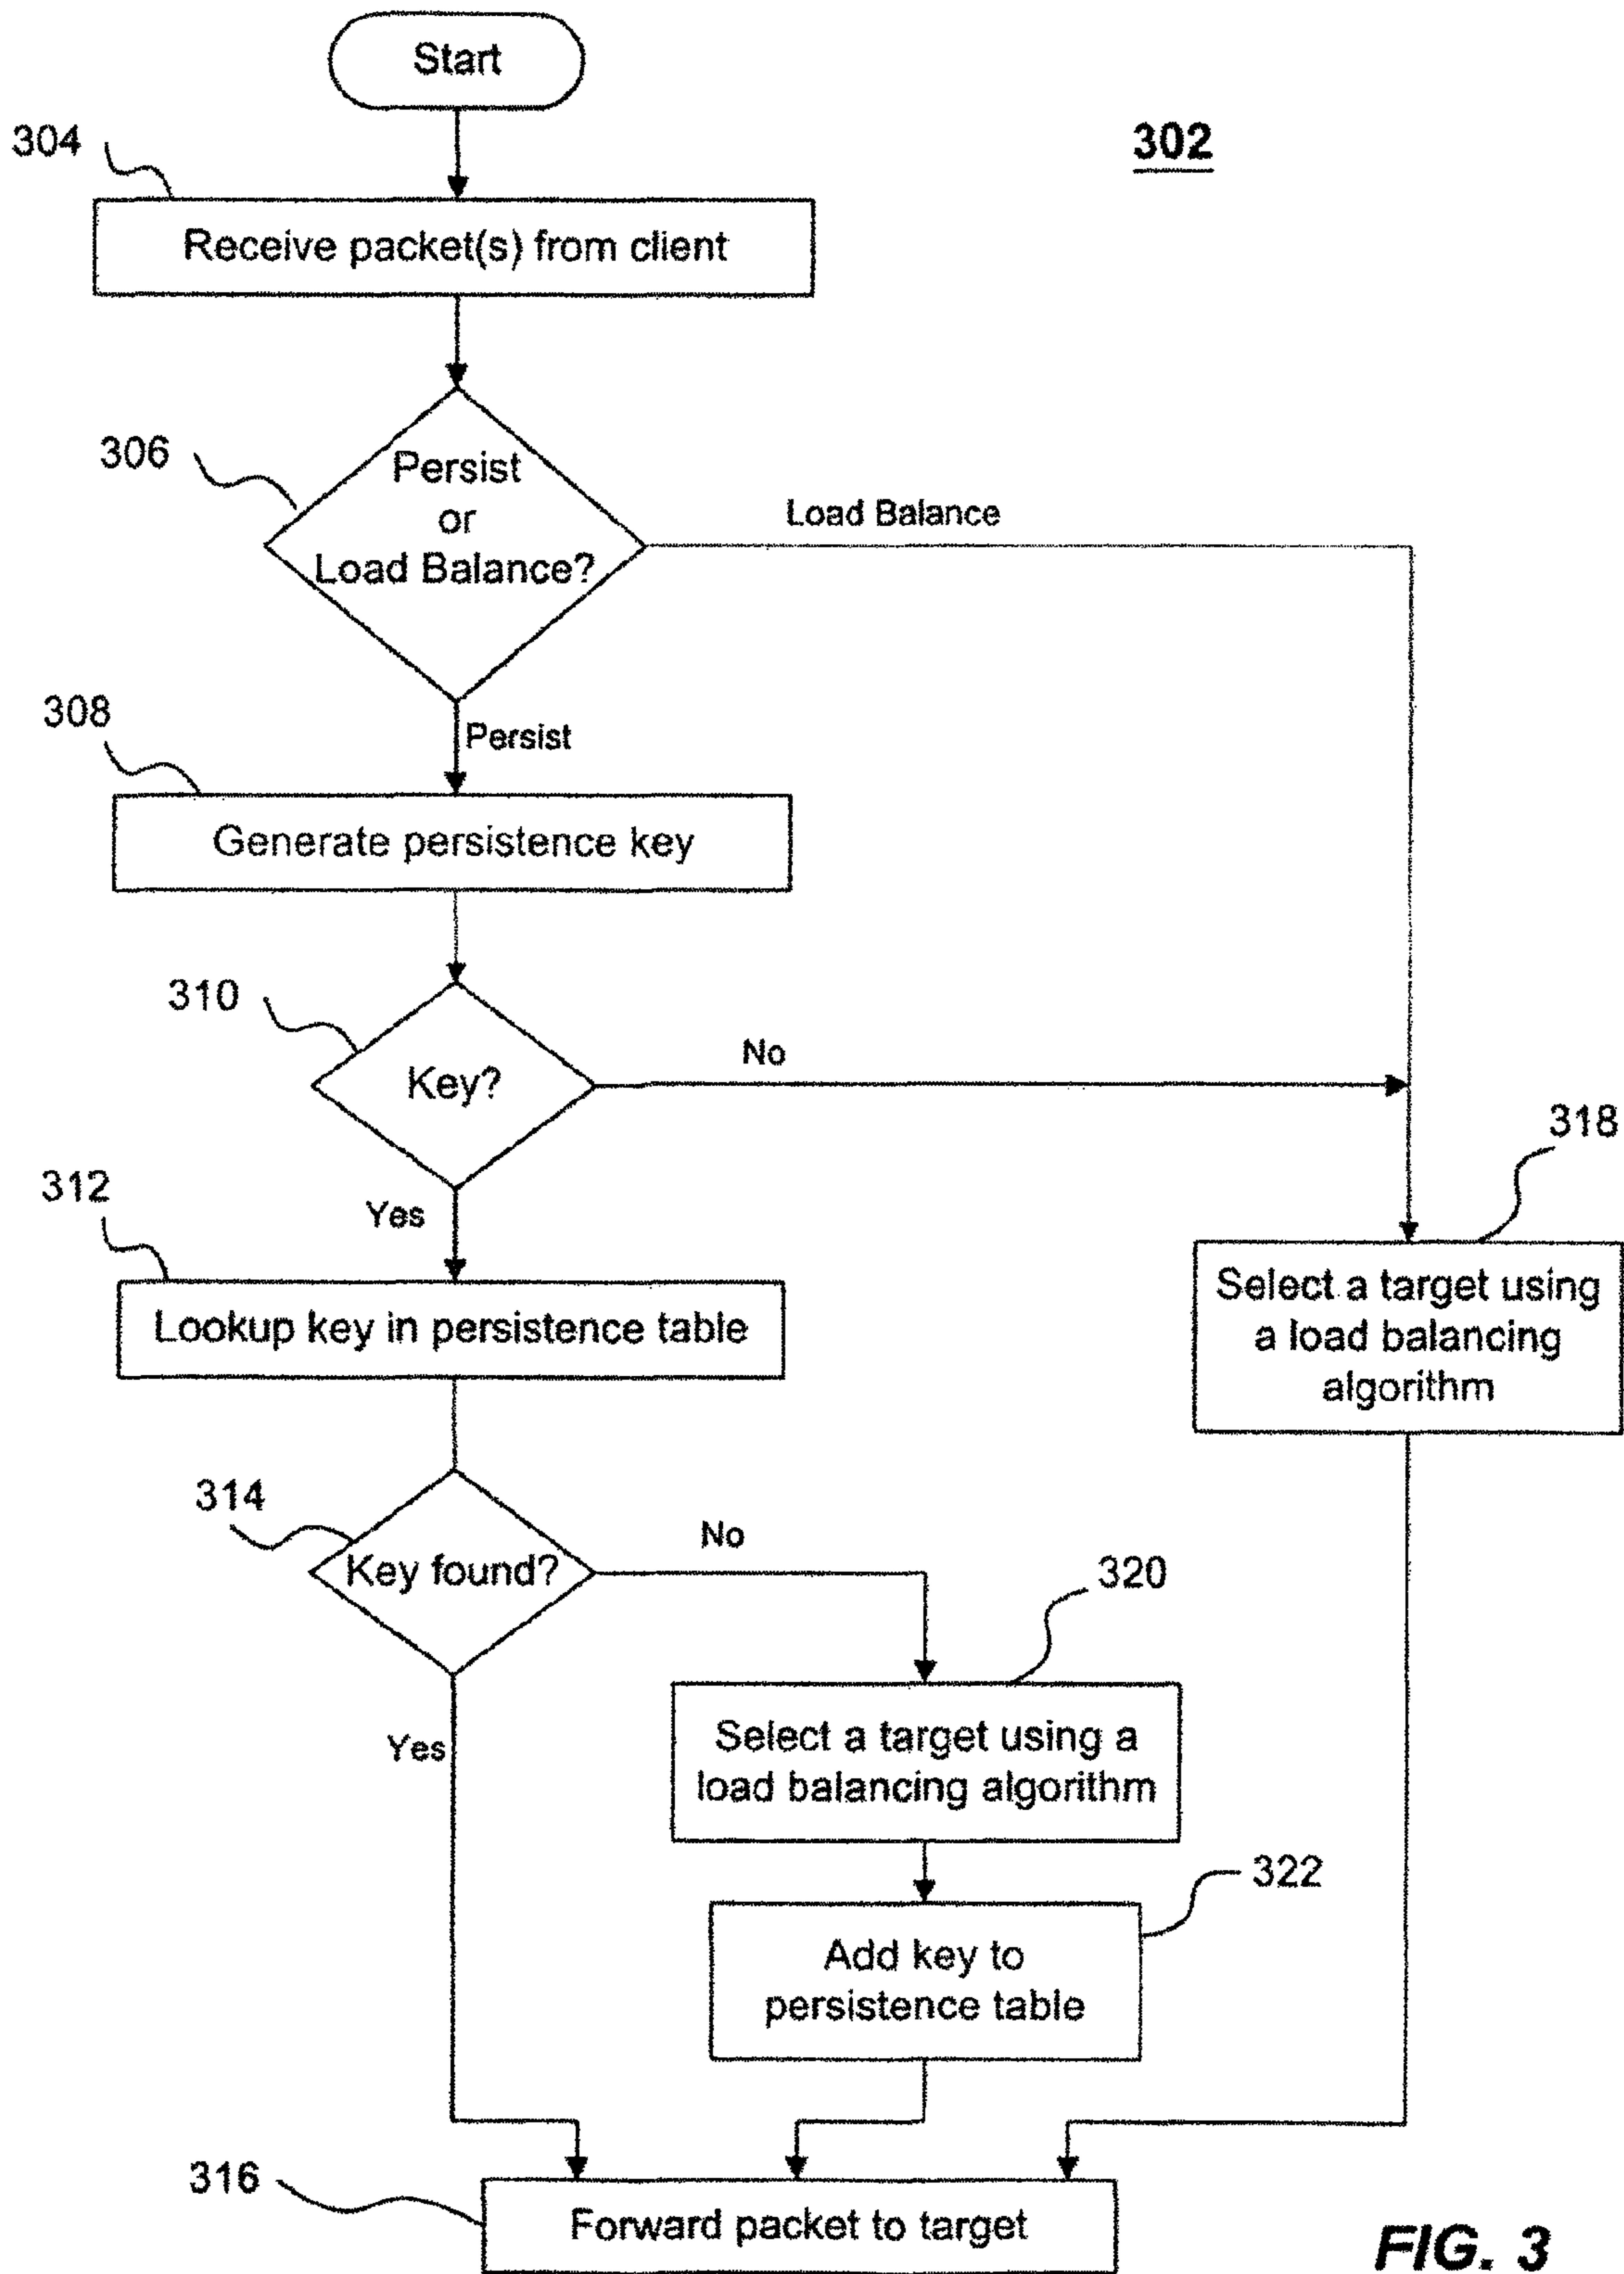 Start
302
304
Receive packet(s) from client
306
Persist
or
Load Balance?
Load Balance
308
Persist
Generate persistence key
310
Key?
No
318
312
Yes
Lookup key in persistence table
Select a target using
a load balancing
algorithm
314
Key found?
No
320
Yes
Select a target using a
load balancing algorithm
322
Add key to
persistence table
316
Forward packet to target
FIG. 3